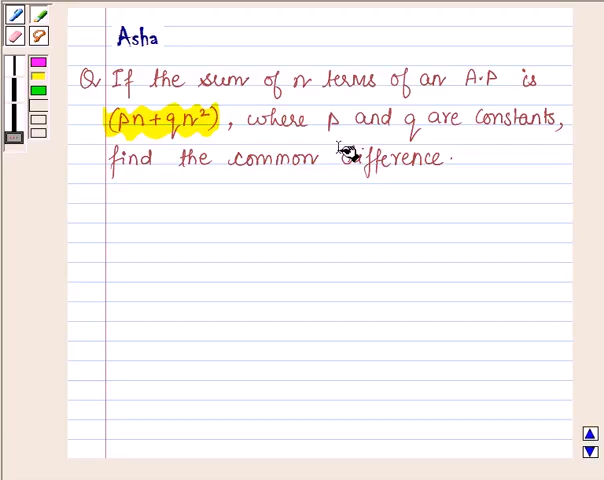 Asha
Q If the sum of n terms of an A.P is
(pn + qn²), where p and q are constants,
find the common difference.